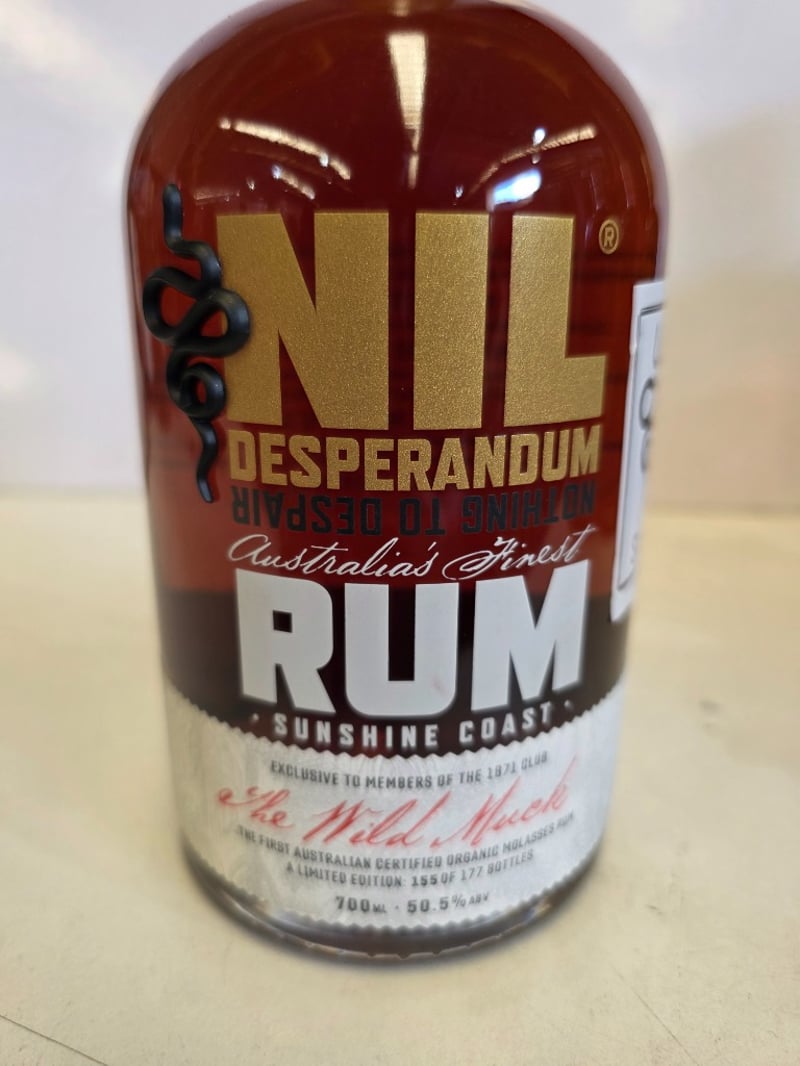 NIL®
DESPERANDUM
NOTHING TO DESPAIR
Australia's Finest
RUM
· SUNSHINE COAST ·
EXCLUSIVE TO MEMBERS OF THE 1871 CLUB
The Wild Muck
THE FIRST AUSTRALIAN CERTIFIED ORGANIC MOLASSES RUM
A LIMITED EDITION: 155 OF 177 BOTTLES
700ML · 50.5% ABV